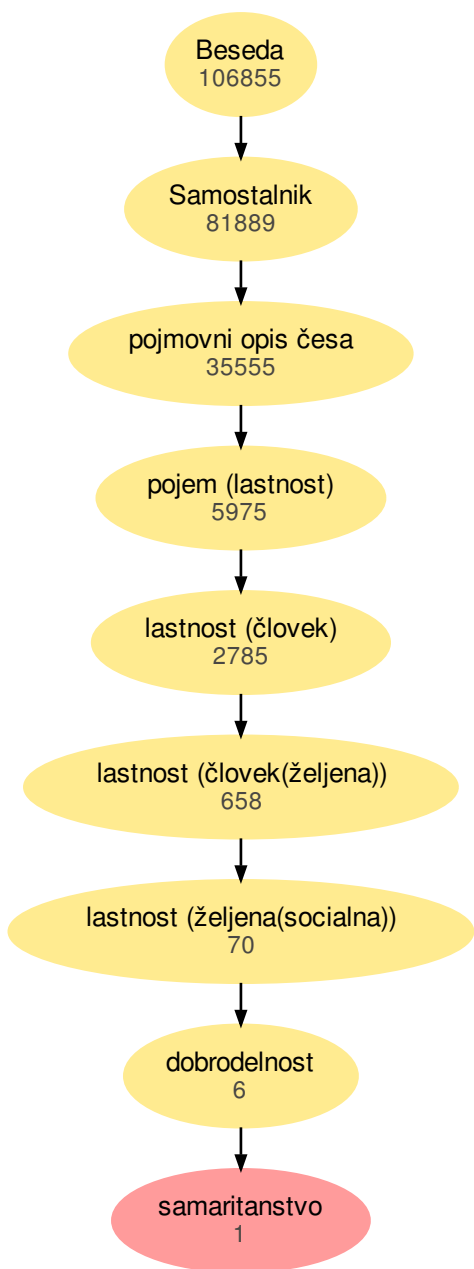 Beseda
106855
Samostalnik
81889
pojmovni opis česa
35555
pojem (lastnost)
5975
lastnost (človek)
2785
lastnost (človek(željena))
658
lastnost (željena(socialna))
70
dobrodelnost
6
samaritanstvo
1